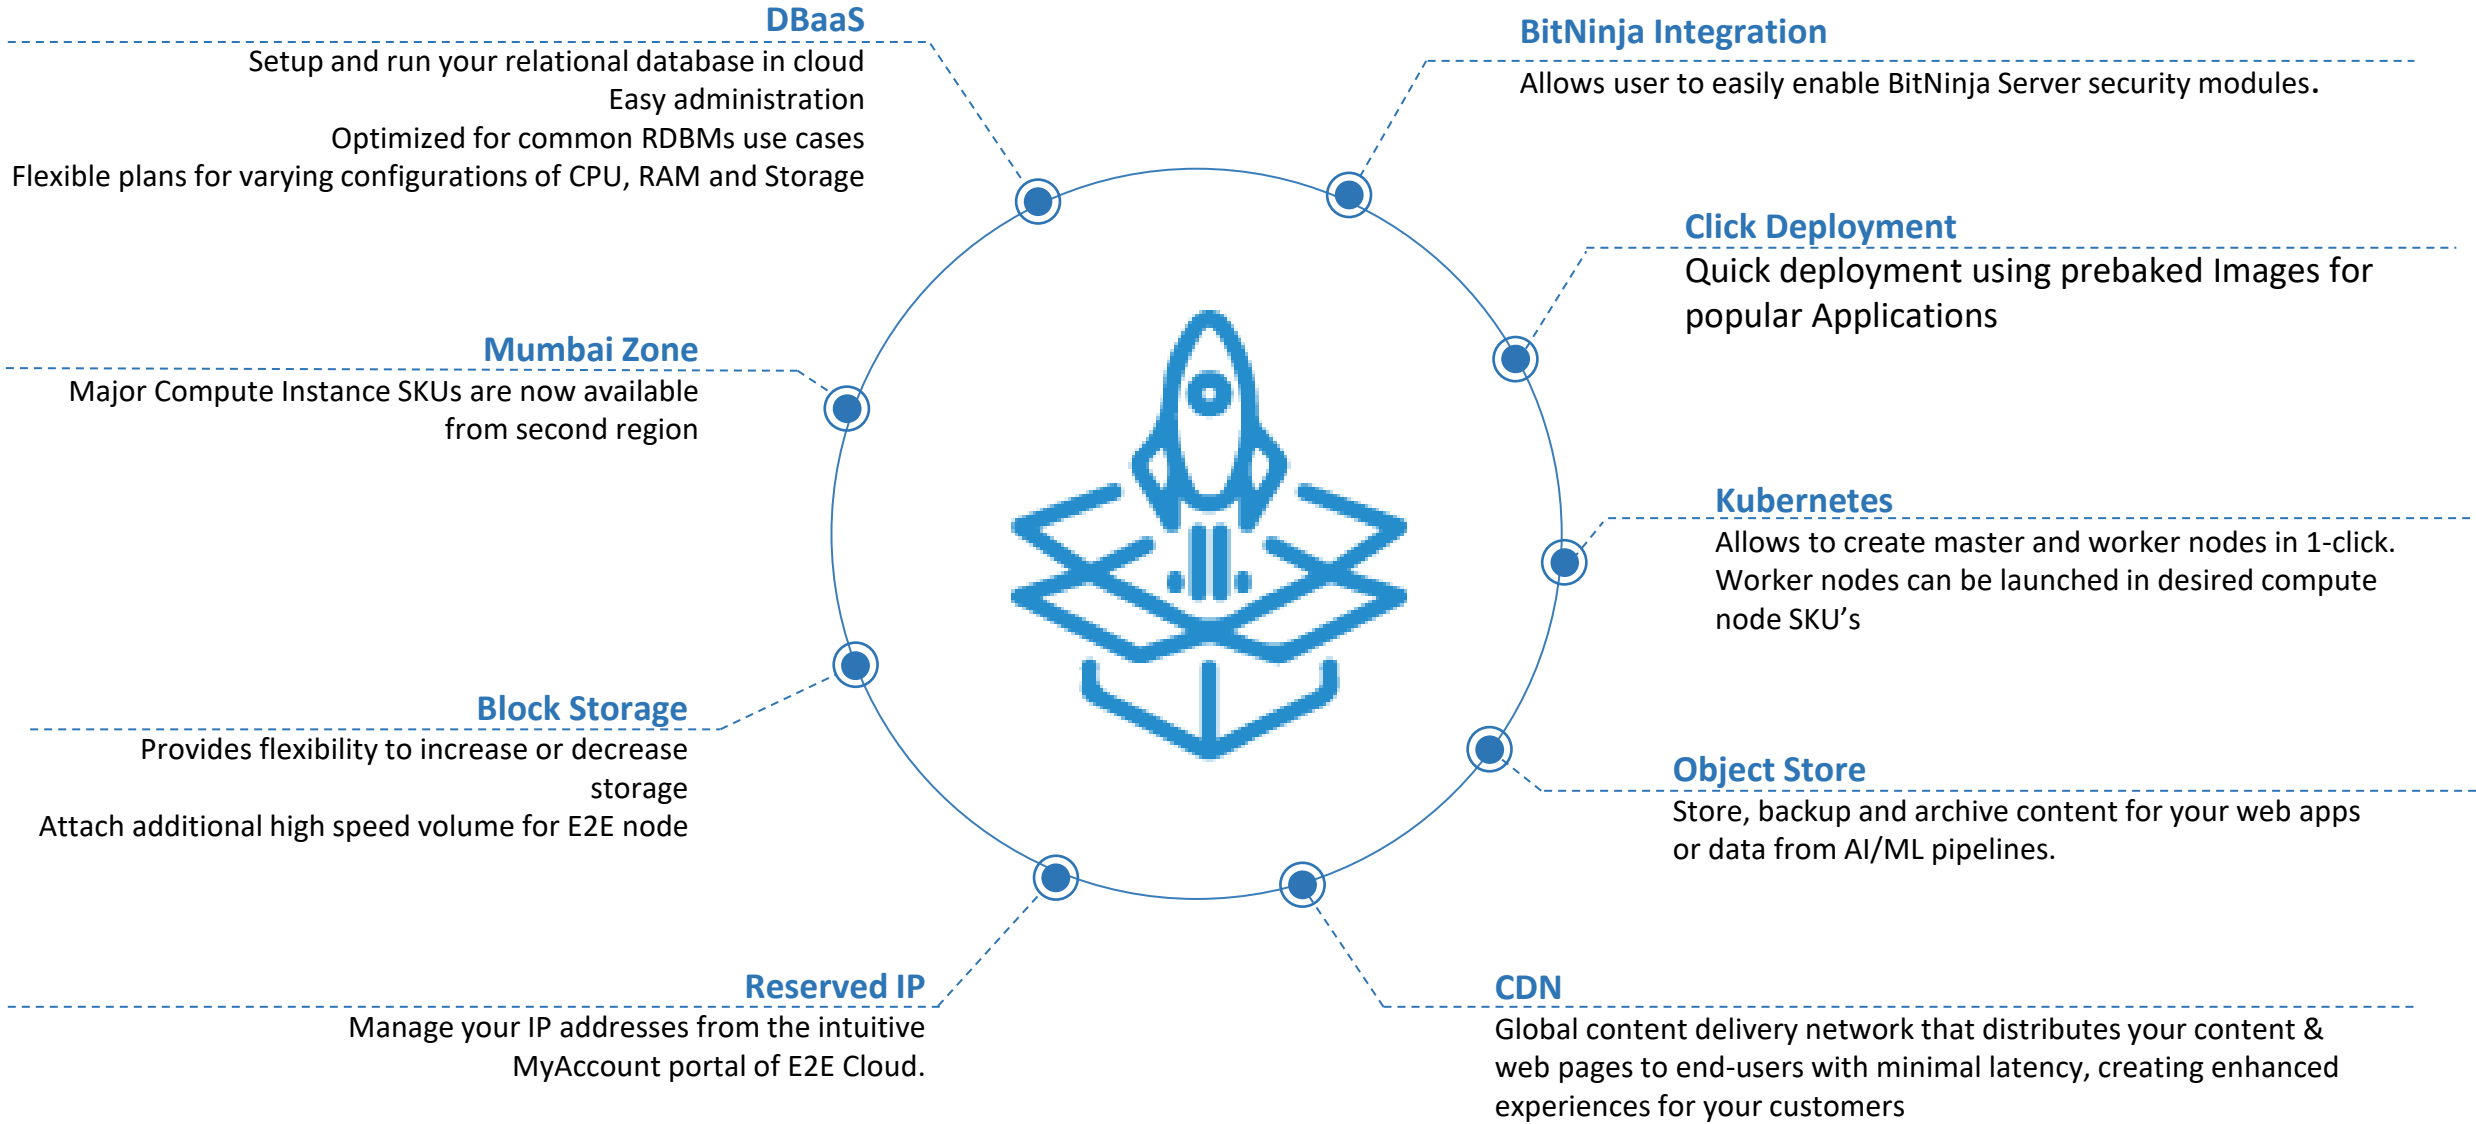 DBaaS
Setup and run your relational database in cloud
Easy administration
Optimized for common RDBMs use cases
Flexible plans for varying configurations of CPU, RAM and Storage
Mumbai Zone
Major Compute Instance SKUs are now available
from second region
Block Storage
Provides flexibility to increase or decrease
storage
Attach additional high speed volume for E2E node
Reserved IP
Manage your IP addresses from the intuitive
MyAccount portal of E2E Cloud.
BitNinja Integration
Allows user to easily enable BitNinja Server security modules.
Click Deployment
Quick deployment using prebaked Images for
popular Applications
Kubernetes
Allows to create master and worker nodes in 1-click.
Worker nodes can be launched in desired compute
node SKU’s
Object Store
Store, backup and archive content for your web apps
or data from AI/ML pipelines.
CDN
Global content delivery network that distributes your content &
web pages to end-users with minimal latency, creating enhanced
experiences for your customers